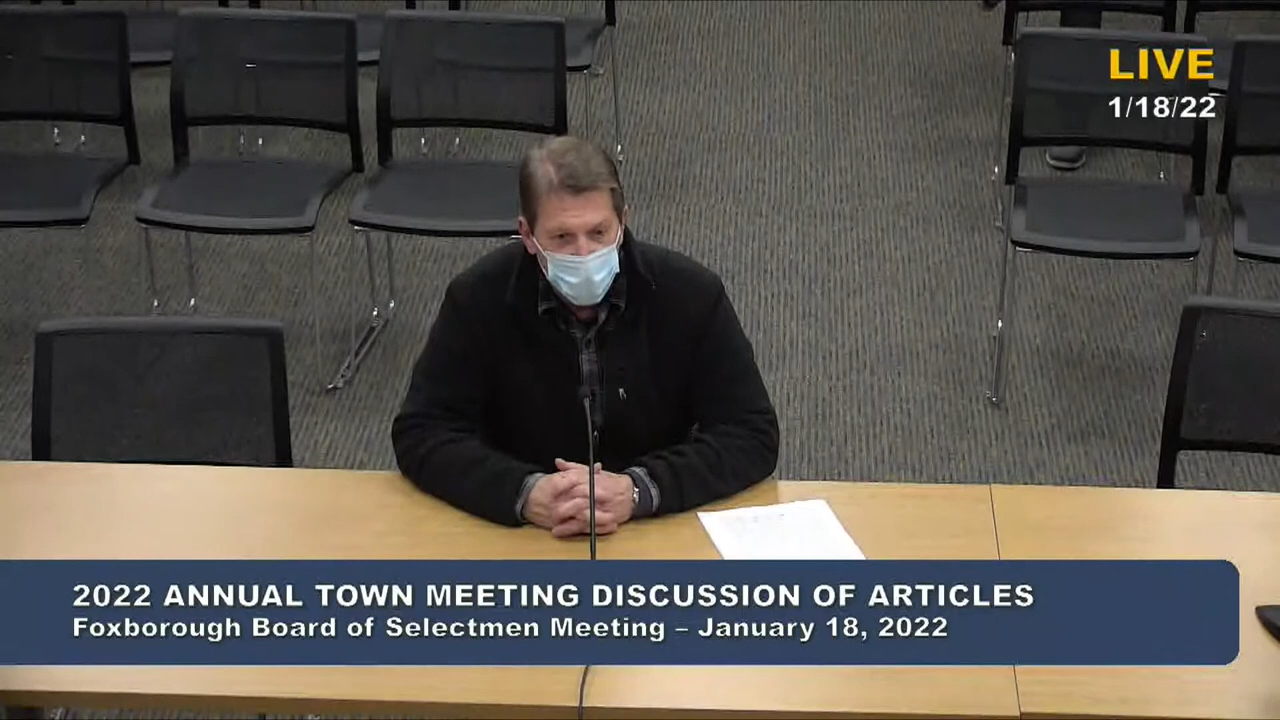 LIVE
1/18/22
2022 ANNUAL TOWN MEETING DISCUSSION OF ARTICLES
Foxborough Board of Selectmen Meeting – January 18, 2022